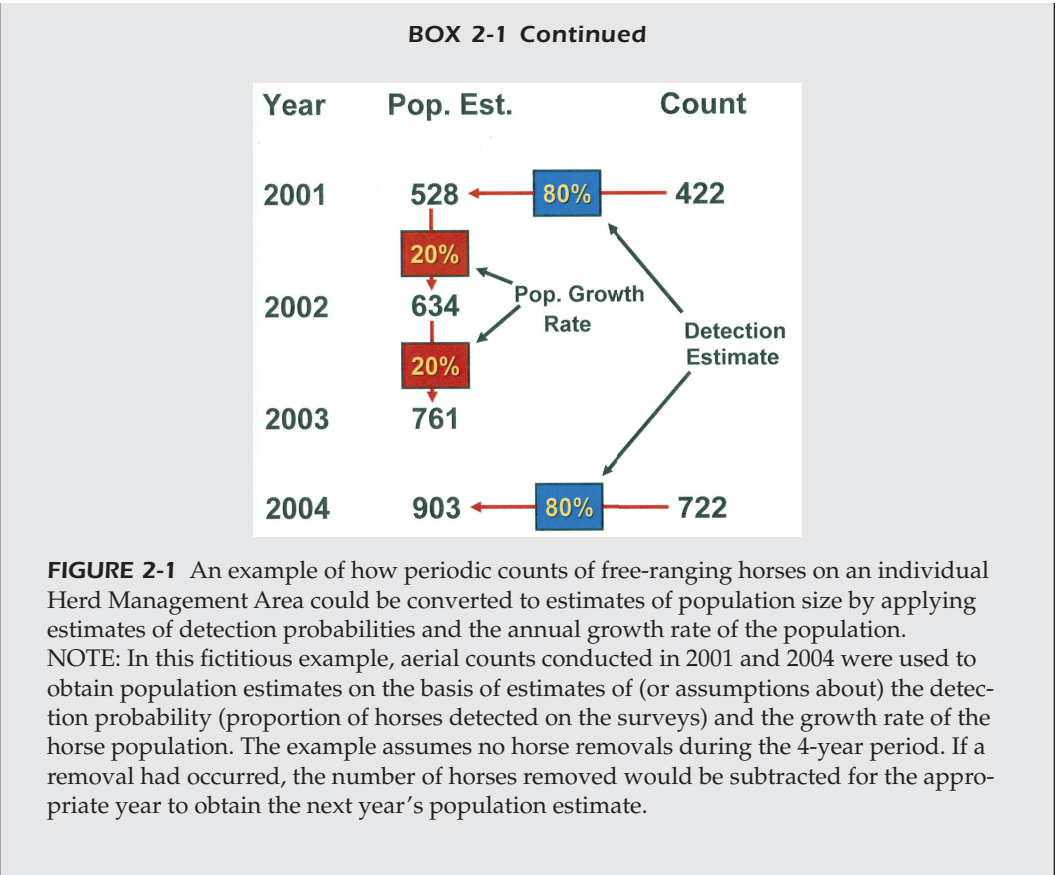 BOX 2-1 Continued
Year Pop. Est. Count
2001 528 80% 422
20%
2002 634 Pop. Growth
Rate
Detection
Estimate
20%
2003 761
2004 903 80% 722
FIGURE 2-1 An example of how periodic counts of free-ranging horses on an individual
Herd Management Area could be converted to estimates of population size by applying
estimates of detection probabilities and the annual growth rate of the population.
NOTE: In this fictitious example, aerial counts conducted in 2001 and 2004 were used to
obtain population estimates on the basis of estimates of (or assumptions about) the detec-
tion probability (proportion of horses detected on the surveys) and the growth rate of the
horse population. The example assumes no horse removals during the 4-year period. If a
removal had occurred, the number of horses removed would be subtracted for the appro-
priate year to obtain the next year’s population estimate.